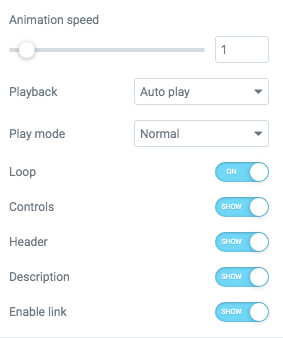 Animation speed
1
Playback Auto play
Play mode Normal
Loop ON
Controls SHOW
Header SHOW
Description SHOW
Enable link SHOW